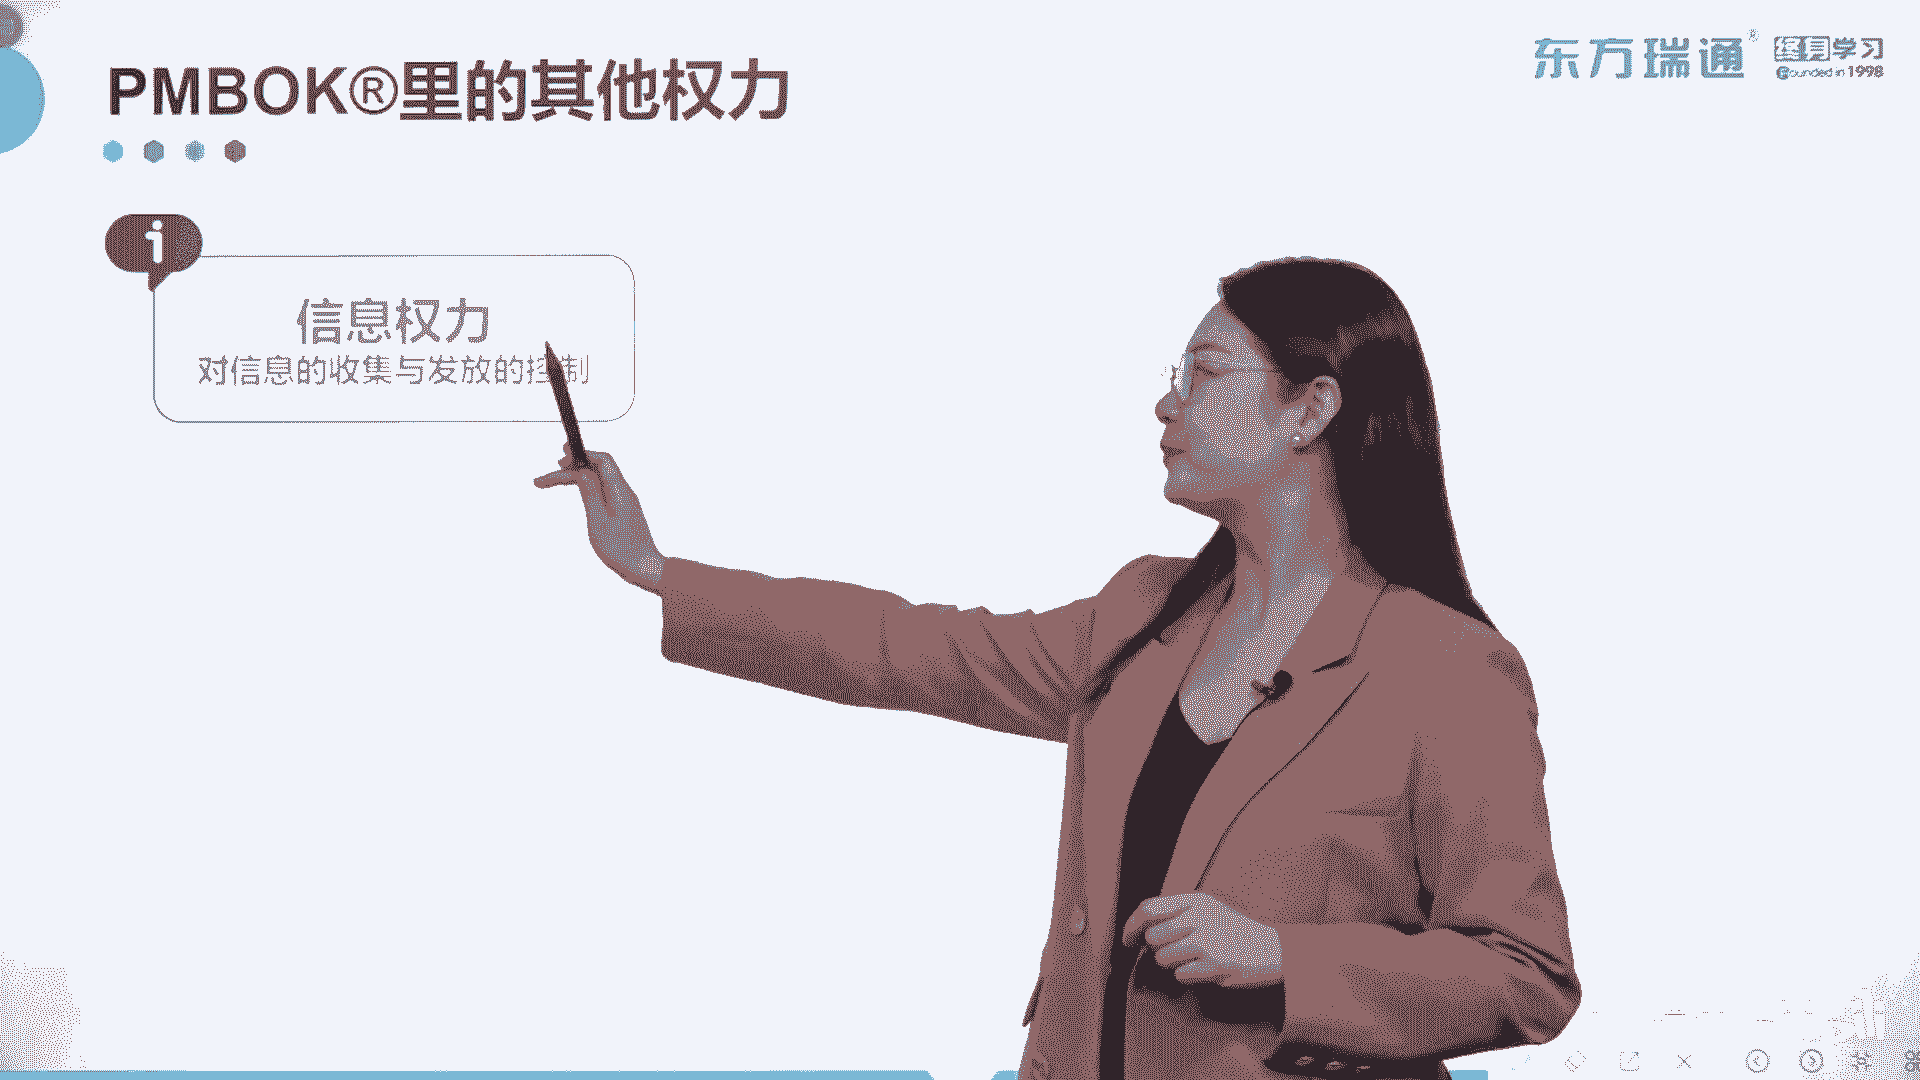 PMBOK®里的其他权力
东方瑞通® 终身学习
Founded in 1998
i
信息权力
对信息的收集与发放的控制